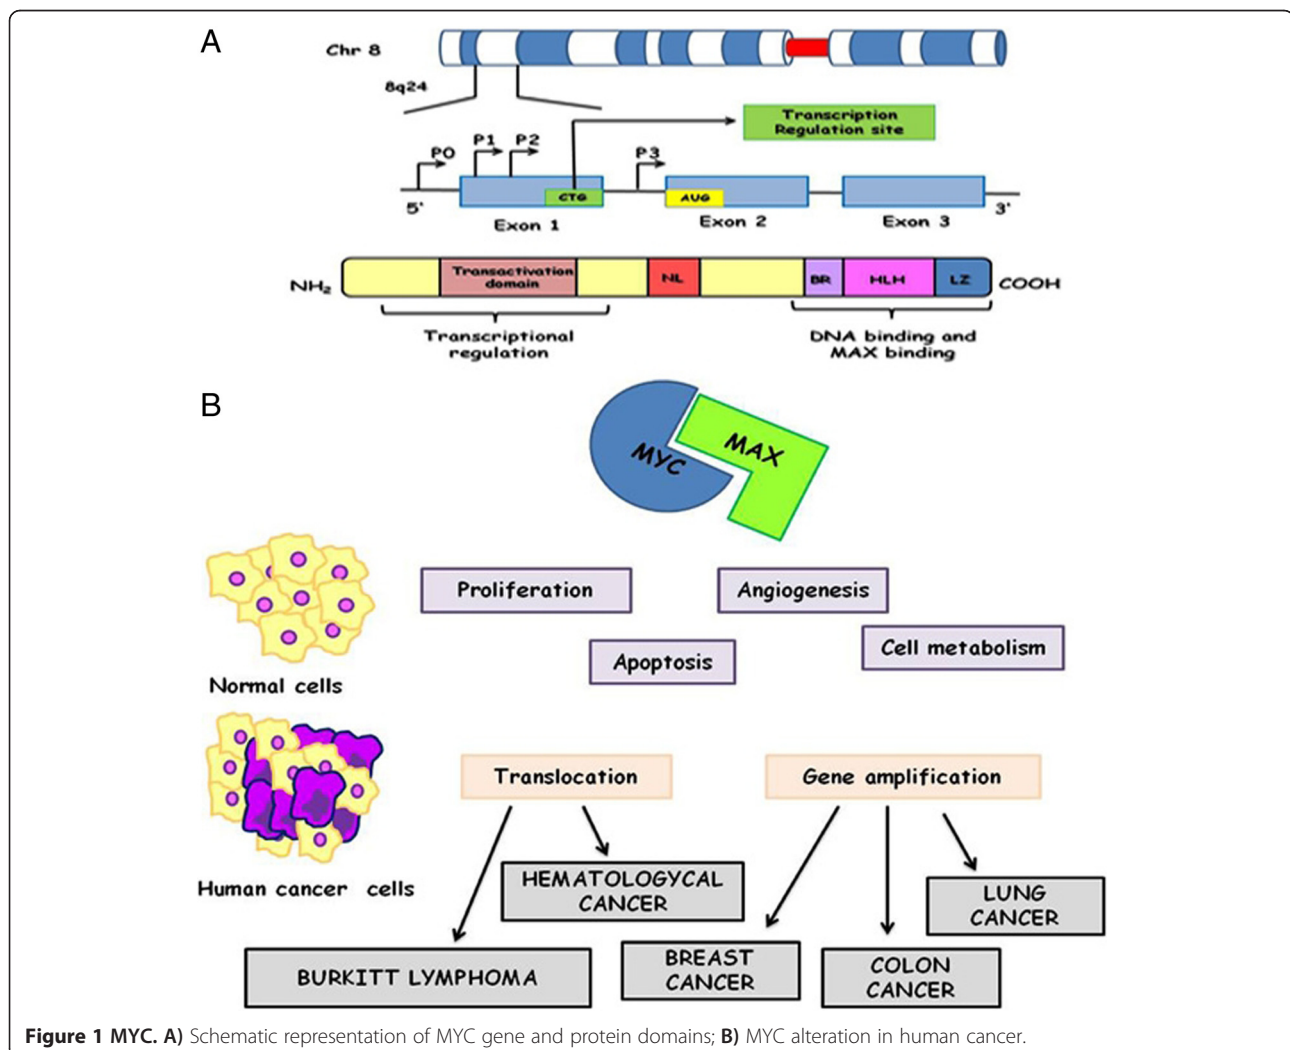 A
Chr 8
8q24
Transcription
Regulation site
P0
P1
P2
P3
CTG
AUG
5'
3'
Exon 1
Exon 2
Exon 3
NH2
Transactivation
domain
NL
BR
HLH
LZ
COOH
Transcriptional
regulation
DNA binding and
MAX binding
B
MYC
MAX
Proliferation
Angiogenesis
Apoptosis
Cell metabolism
Normal cells
Translocation
Gene amplification
Human cancer cells
HEMATOLOGYCAL
CANCER
LUNG
CANCER
BURKITT LYMPHOMA
BREAST
CANCER
COLON
CANCER
Figure 1 MYC. A) Schematic representation of MYC gene and protein domains; B) MYC alteration in human cancer.